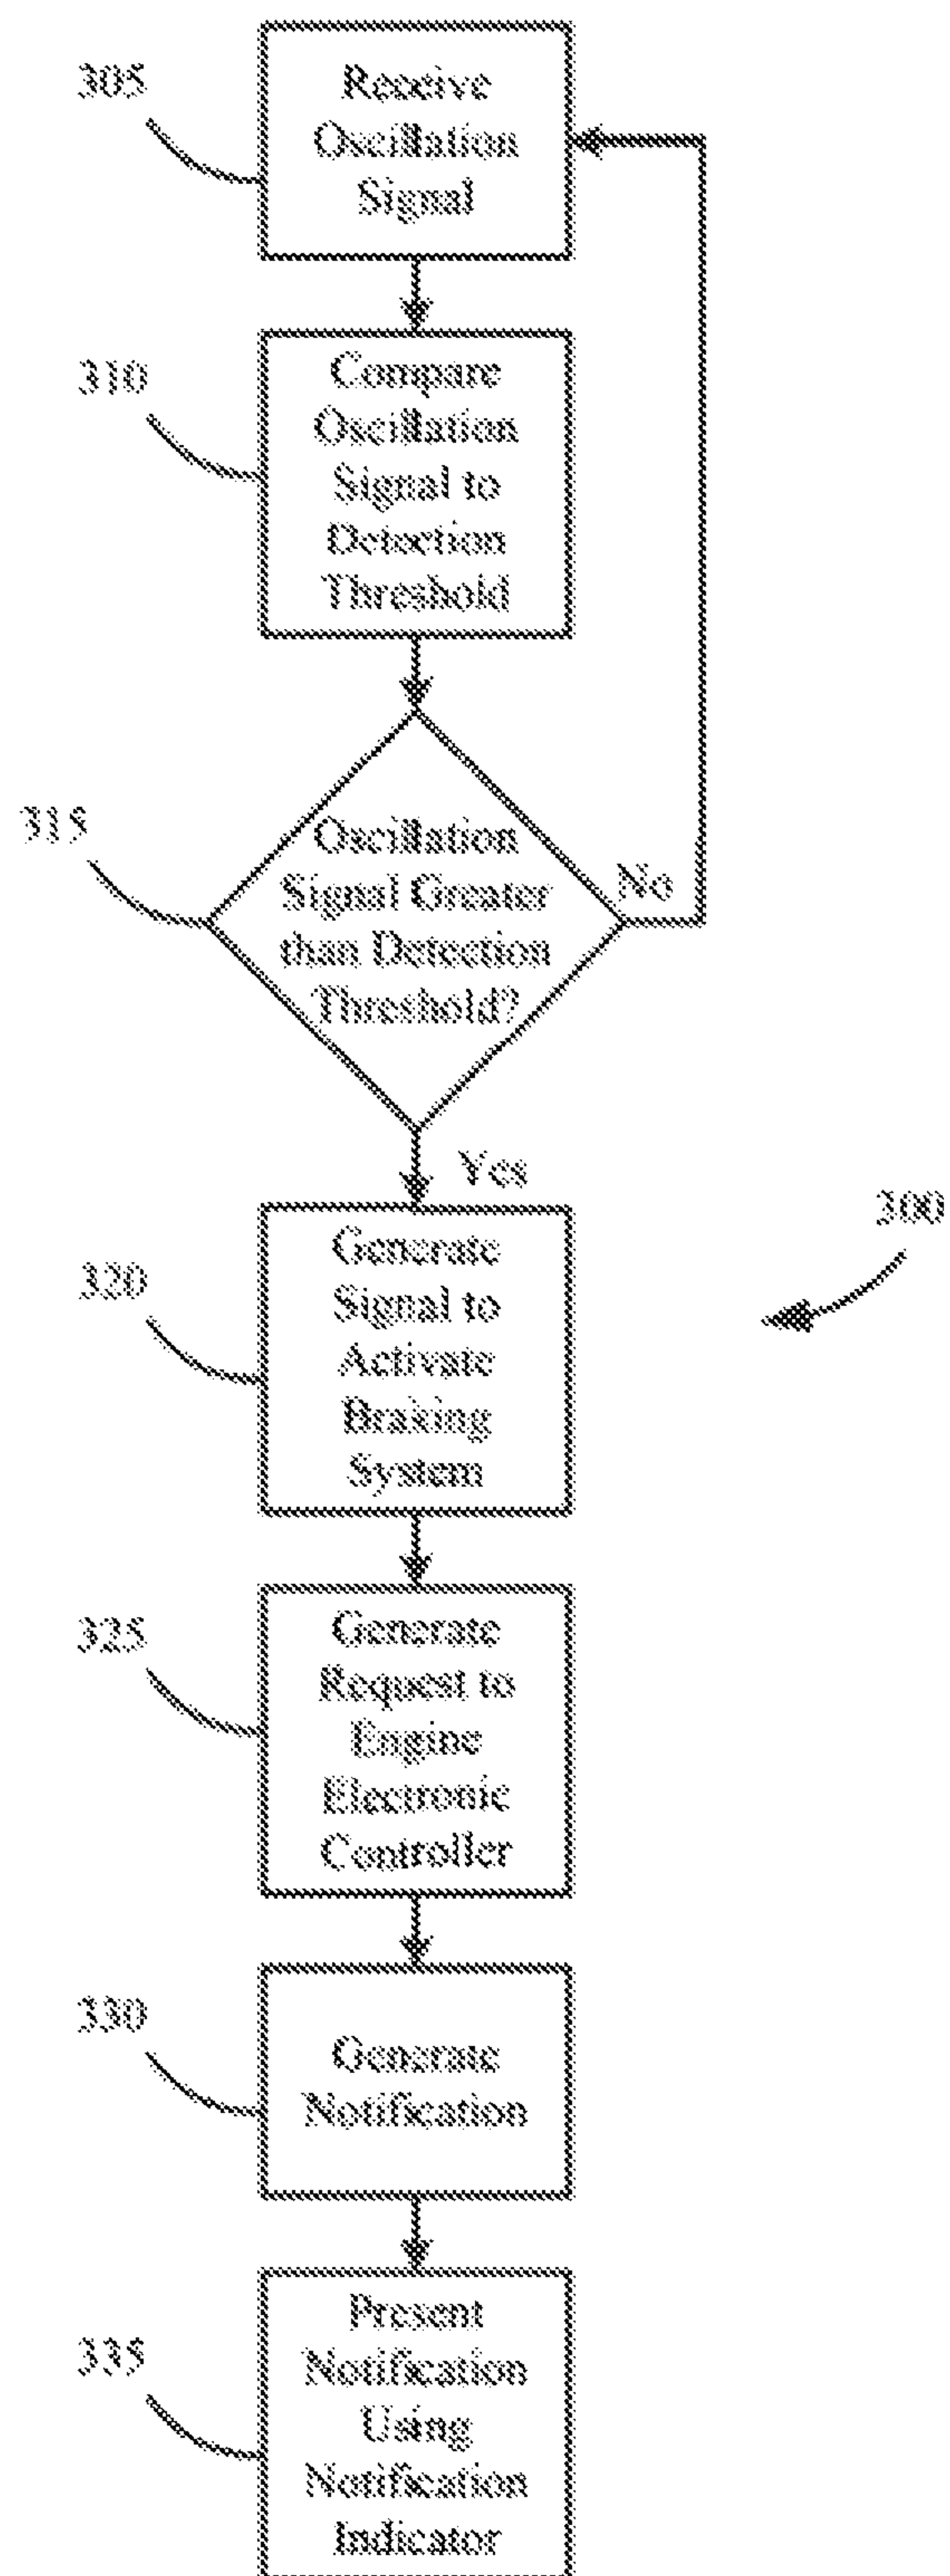 305
Receive
Oscillation
Signal
310
Compare
Oscillation
Signal to
Detection
Threshold
315
Oscillation
Signal Greater
than Detection
Threshold?
No
Yes
300
320
Generate
Signal to
Activate
Braking
System
325
Generate
Request to
Engine
Electronic
Controller
330
Generate
Notification
335
Present
Notification
Using
Notification
Indicator